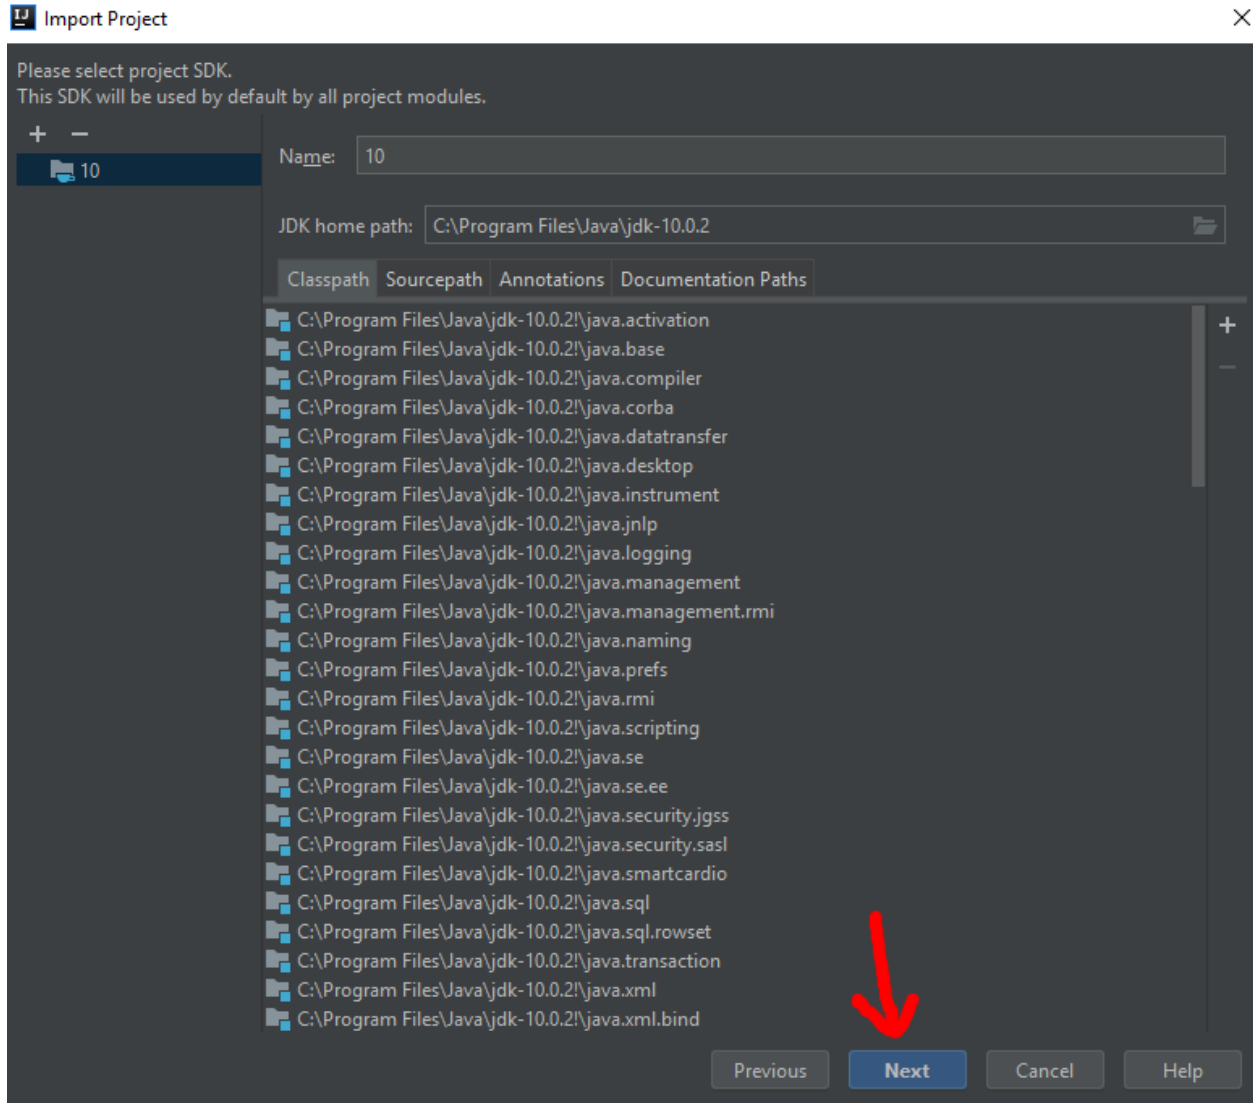 IJ Import Project
Please select project SDK.
This SDK will be used by default by all project modules.
10
Name: 10
JDK home path: C:\Program Files\Java\jdk-10.0.2
Classpath Sourcepath Annotations Documentation Paths
C:\Program Files\Java\jdk-10.0.2!\java.activation
C:\Program Files\Java\jdk-10.0.2!\java.base
C:\Program Files\Java\jdk-10.0.2!\java.compiler
C:\Program Files\Java\jdk-10.0.2!\java.corba
C:\Program Files\Java\jdk-10.0.2!\java.datatransfer
C:\Program Files\Java\jdk-10.0.2!\java.desktop
C:\Program Files\Java\jdk-10.0.2!\java.instrument
C:\Program Files\Java\jdk-10.0.2!\java.jnlp
C:\Program Files\Java\jdk-10.0.2!\java.logging
C:\Program Files\Java\jdk-10.0.2!\java.management
C:\Program Files\Java\jdk-10.0.2!\java.management.rmi
C:\Program Files\Java\jdk-10.0.2!\java.naming
C:\Program Files\Java\jdk-10.0.2!\java.prefs
C:\Program Files\Java\jdk-10.0.2!\java.rmi
C:\Program Files\Java\jdk-10.0.2!\java.scripting
C:\Program Files\Java\jdk-10.0.2!\java.se
C:\Program Files\Java\jdk-10.0.2!\java.se.ee
C:\Program Files\Java\jdk-10.0.2!\java.security.jgss
C:\Program Files\Java\jdk-10.0.2!\java.security.sasl
C:\Program Files\Java\jdk-10.0.2!\java.smartcardio
C:\Program Files\Java\jdk-10.0.2!\java.sql
C:\Program Files\Java\jdk-10.0.2!\java.sql.rowset
C:\Program Files\Java\jdk-10.0.2!\java.transaction
C:\Program Files\Java\jdk-10.0.2!\java.xml
C:\Program Files\Java\jdk-10.0.2!\java.xml.bind
Previous Next Cancel Help